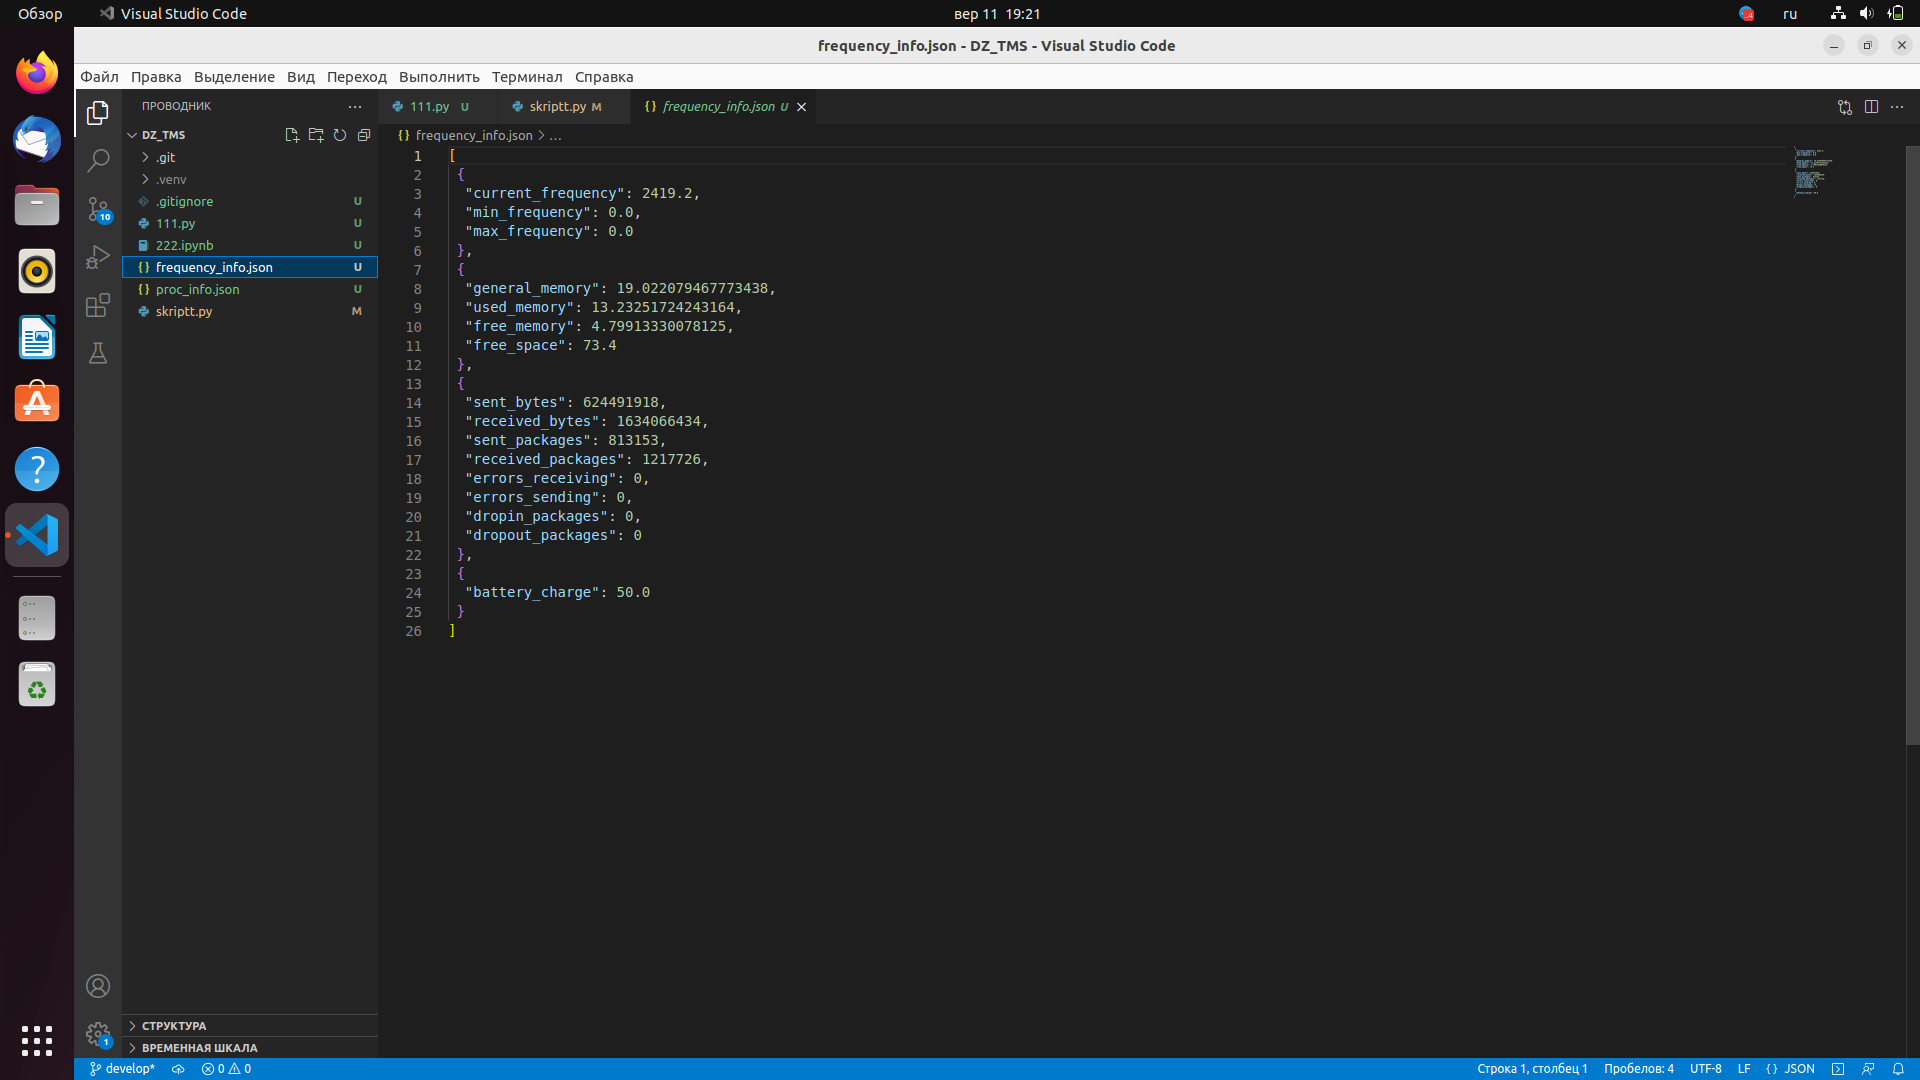 Обзор
Visual Studio Code
вер 11 19:21
ru
frequency_info.json - DZ_TMS - Visual Studio Code
Файл Правка Выделение Вид Переход Выполнить Терминал Справка
ПРОВОДНИК
111.py U
skriptt.py M
frequency_info.json U
DZ_TMS
frequency_info.json > ...
.git
.venv
.gitignore U
111.py U
222.ipynb U
frequency_info.json U
proc_info.json U
skriptt.py M
10
1 [
2 {
3 "current_frequency": 2419.2,
4 "min_frequency": 0.0,
5 "max_frequency": 0.0
6 },
7 {
8 "general_memory": 19.022079467773438,
9 "used_memory": 13.23251724243164,
10 "free_memory": 4.79913330078125,
11 "free_space": 73.4
12 },
13 {
14 "sent_bytes": 624491918,
15 "received_bytes": 1634066434,
16 "sent_packages": 813153,
17 "received_packages": 1217726,
18 "errors_receiving": 0,
19 "errors_sending": 0,
20 "dropin_packages": 0,
21 "dropout_packages": 0
22 },
23 {
24 "battery_charge": 50.0
25 }
26 ]
СТРУКТУРА
1
ВРЕМЕННАЯ ШКАЛА
develop* 0 0
Строка 1, столбец 1 Пробелов: 4 UTF-8 LF {} JSON